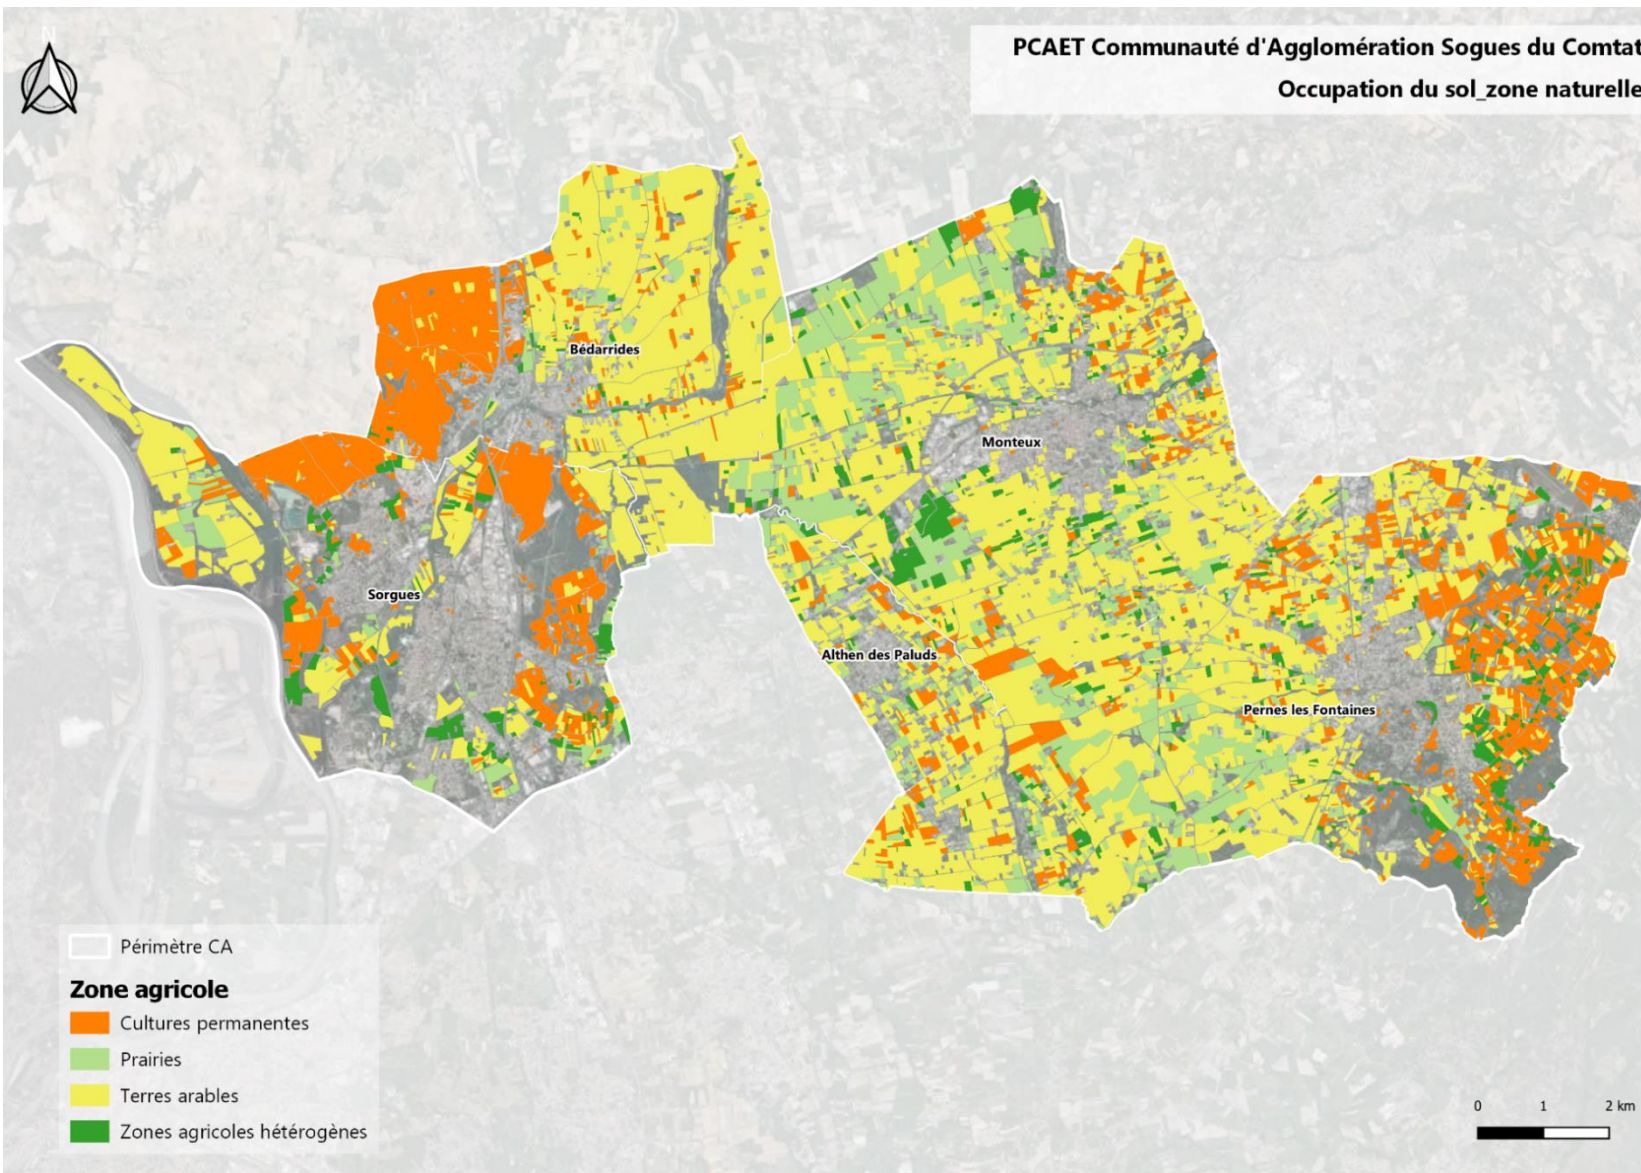 N
PCAET Communauté d'Agglomération Sogues du Comtat
Occupation du sol_zone naturelle
Bédarrides
Monteux
Sorgues
Althen des Paluds
Pernes les Fontaines
Périmètre CA
Zone agricole
Cultures permanentes
Prairies
Terres arables
Zones agricoles hétérogènes
0 1 2 km